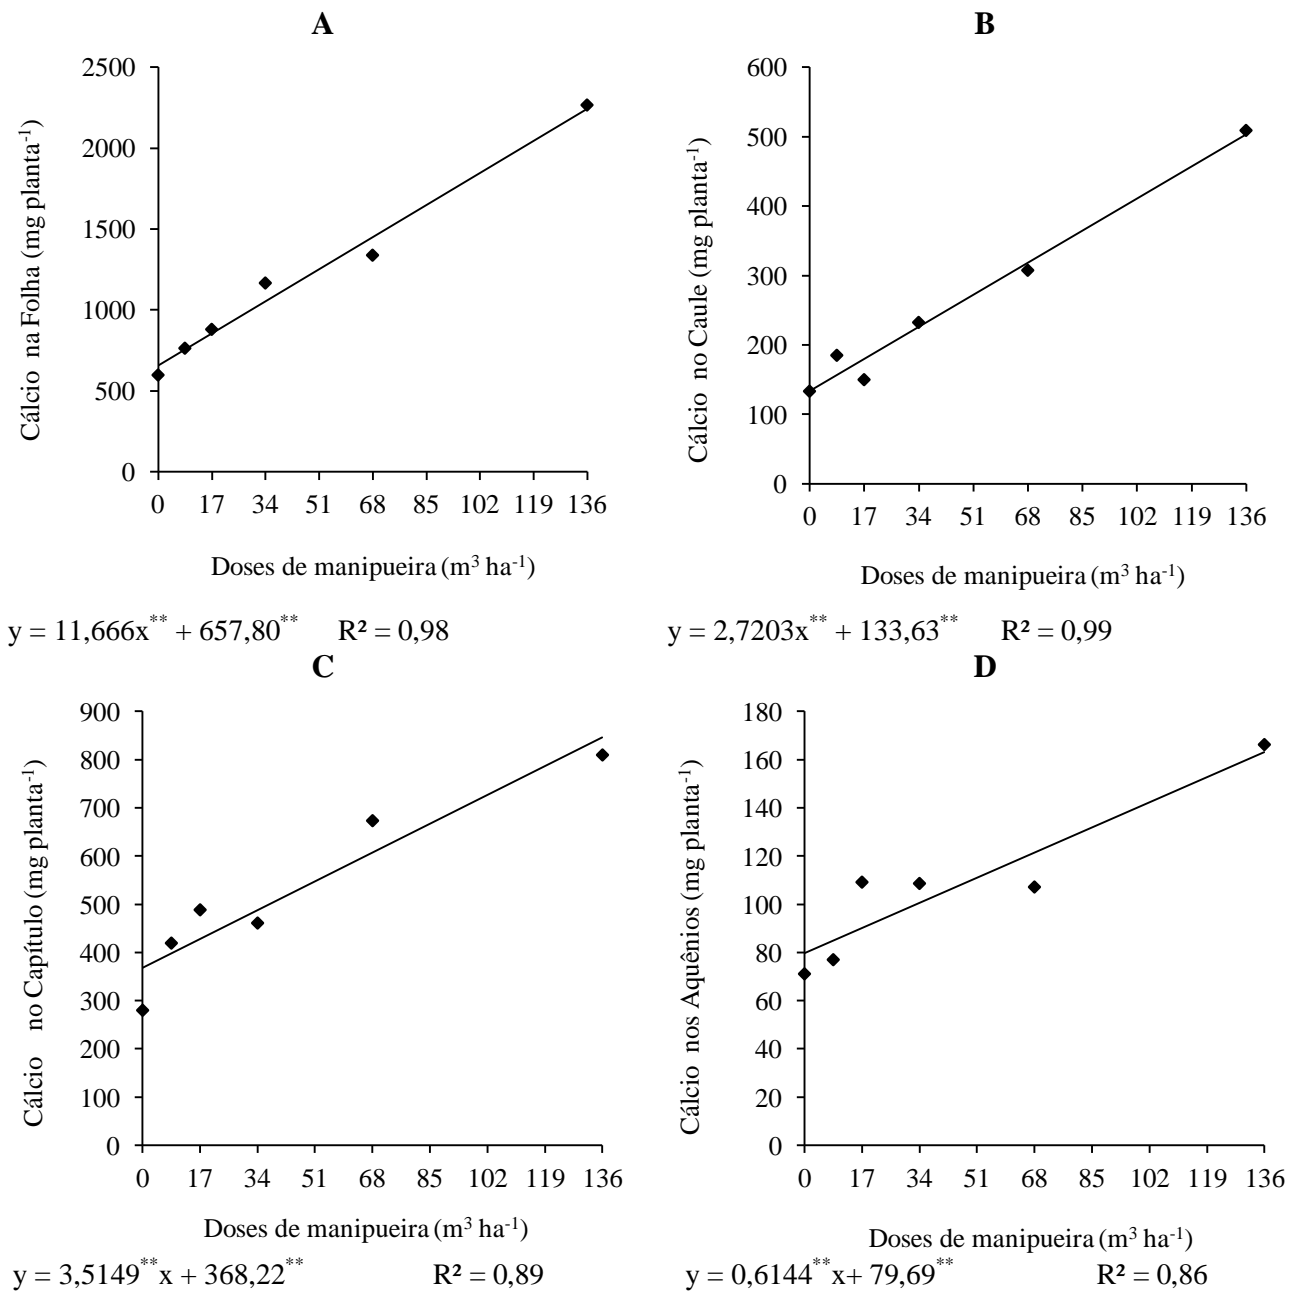 A
Cálcio na Folha (mg planta-1)
2500
2000
1500
1000
500
0
0 17 34 51 68 85 102 119 136
Doses de manipueira (m3 ha-1)
y = 11,666x** + 657,80** R² = 0,98
B
Cálcio no Caule (mg planta-1)
600
500
400
300
200
100
0
0 17 34 51 68 85 102 119 136
Doses de manipueira (m3 ha-1)
y = 2,7203x** + 133,63** R² = 0,99
C
Cálcio no Capítulo (mg planta-1)
900
800
700
600
500
400
300
200
100
0
0 17 34 51 68 85 102 119 136
Doses de manipueira (m3 ha-1)
y = 3,5149**x + 368,22** R² = 0,89
D
Cálcio nos Aquênios (mg planta-1)
180
160
140
120
100
80
60
40
20
0
0 17 34 51 68 85 102 119 136
Doses de manipueira (m3 ha-1)
y = 0,6144**x+ 79,69** R² = 0,86